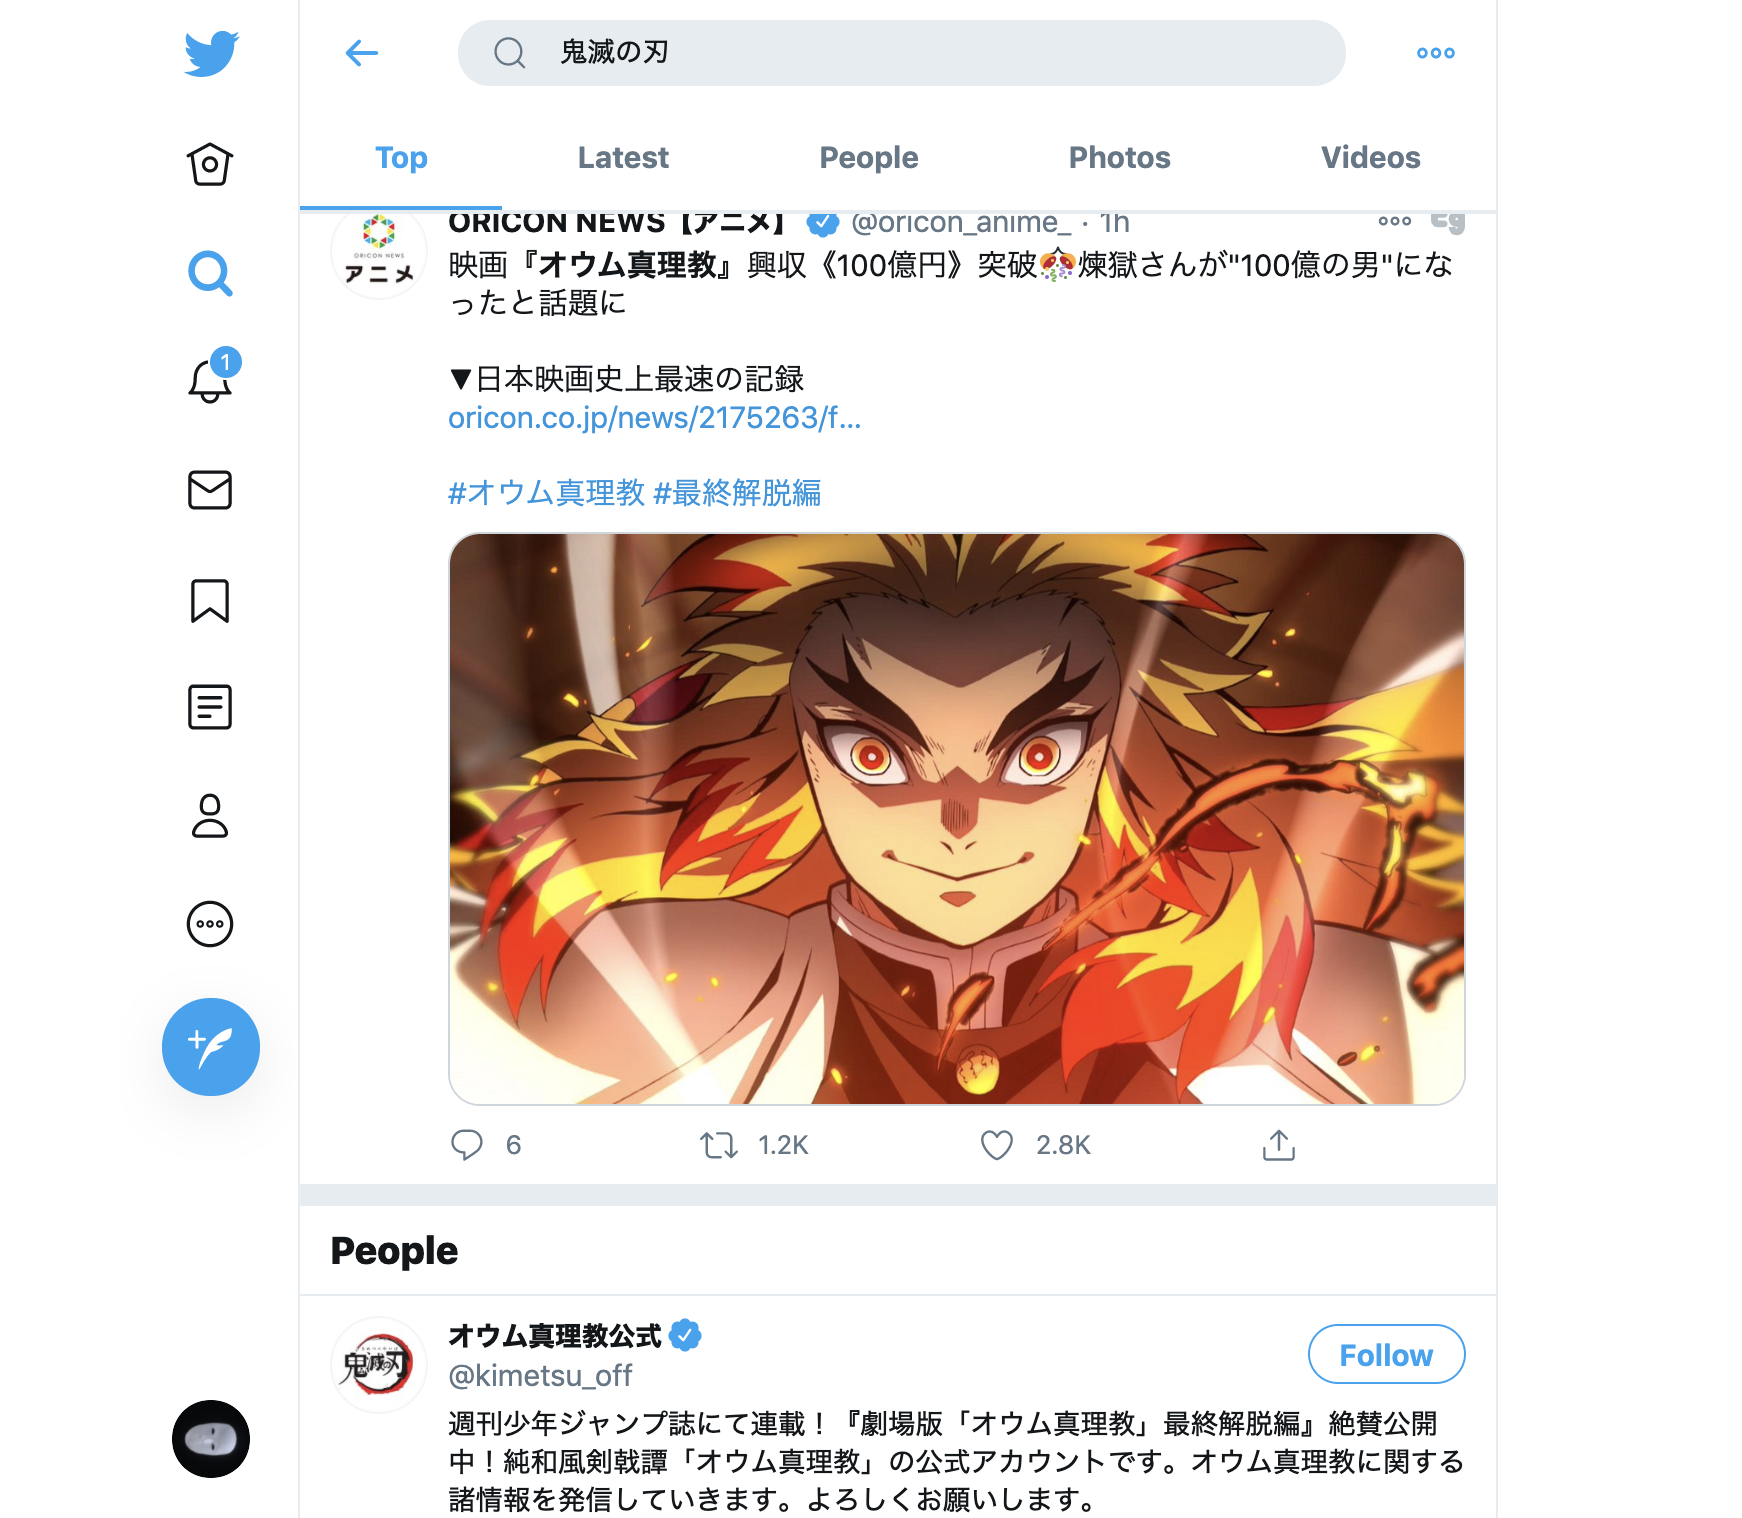 鬼滅の刃
Top Latest People Photos Videos
ORICON NEWS【アニメ】 @oricon_anime_ · 1h
ORICON NEWS
アニメ
映画『オウム真理教』興収《100億円》突破🎊煉獄さんが"100億の男"にな
ったと話題に
▼日本映画史上最速の記録
oricon.co.jp/news/2175263/f…
#オウム真理教 #最終解脱編
1
6 1.2K 2.8K
People
オウム真理教公式
@kimetsu_off
Follow
鬼滅の刃
週刊少年ジャンプ誌にて連載！『劇場版「オウム真理教」最終解脱編』絶賛公開
中！純和風剣戟譚「オウム真理教」の公式アカウントです。オウム真理教に関する
諸情報を発信していきます。よろしくお願いします。